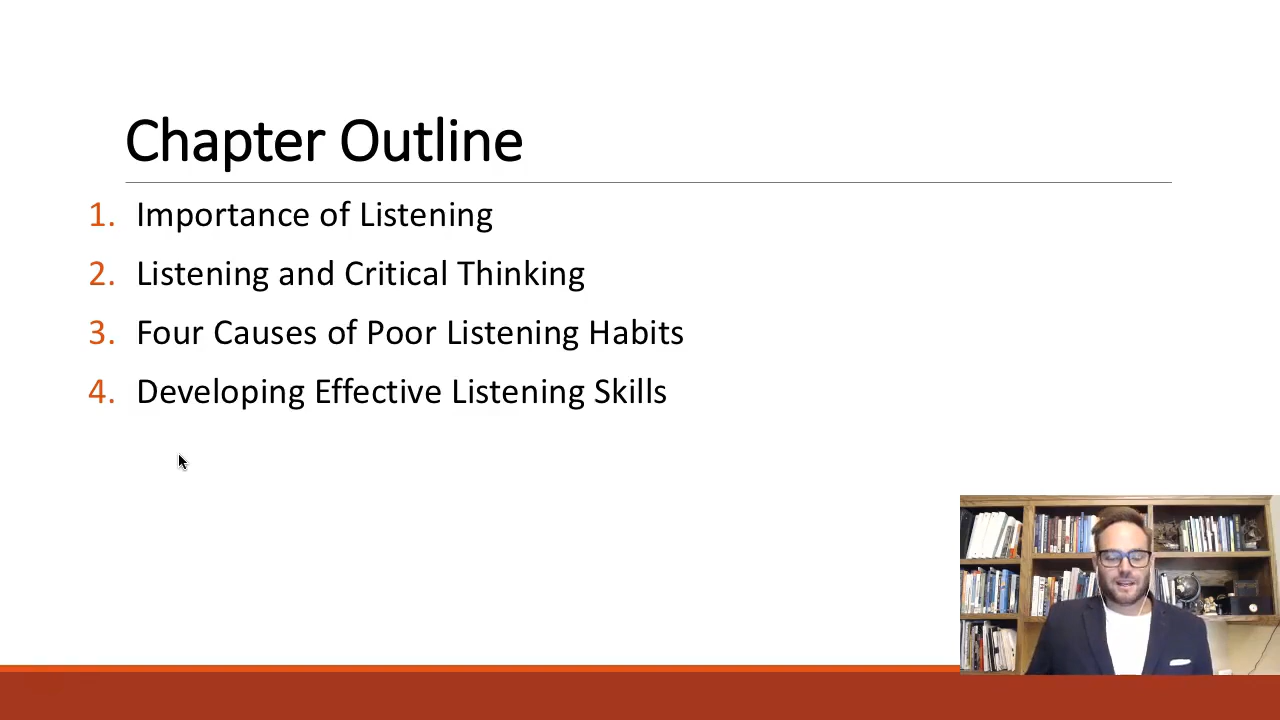 Chapter Outline
1. Importance of Listening
2. Listening and Critical Thinking
3. Four Causes of Poor Listening Habits
4. Developing Effective Listening Skills